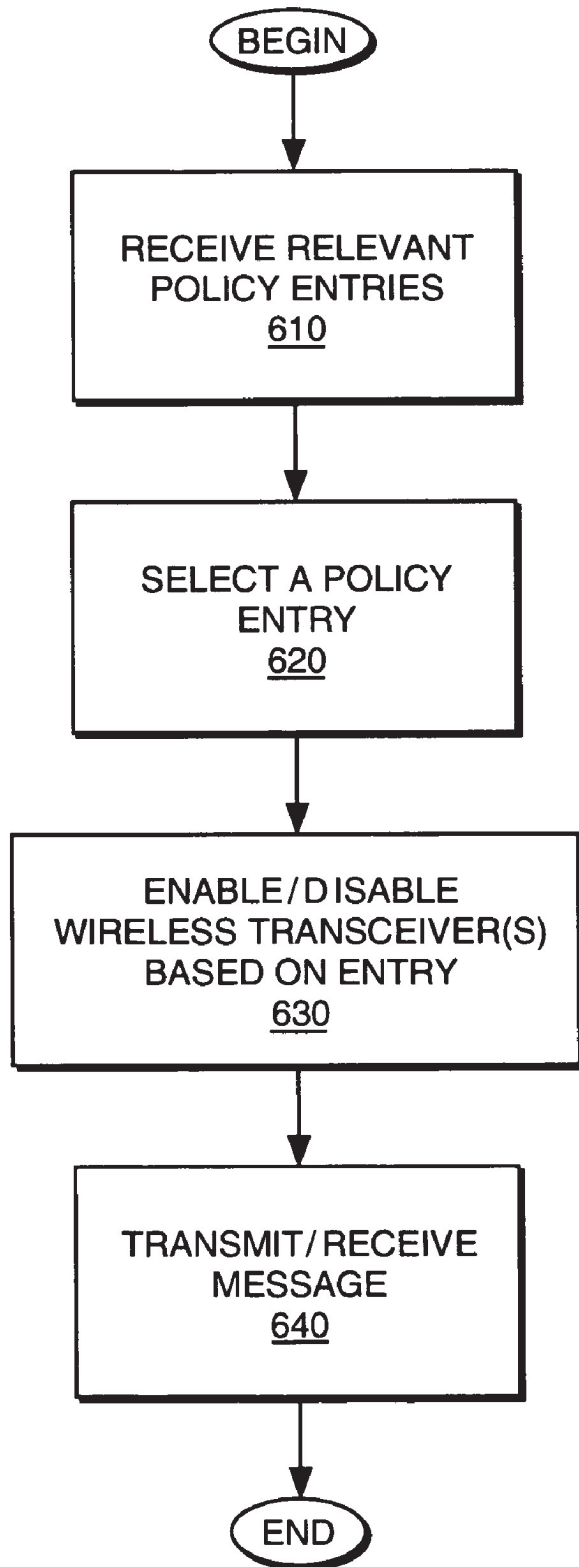 BEGIN
RECEIVE RELEVANT
POLICY ENTRIES
610
SELECT A POLICY
ENTRY
620
ENABLE/DISABLE
WIRELESS TRANSCEIVER(S)
BASED ON ENTRY
630
TRANSMIT/RECEIVE
MESSAGE
640
END